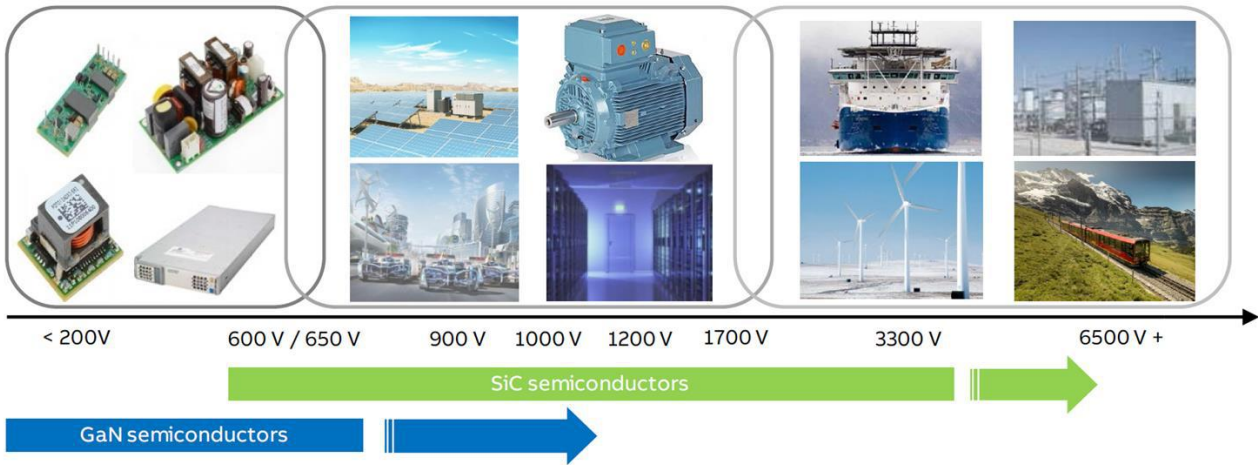 < 200V
600 V / 650 V
900 V
1000 V
1200 V
1700 V
3300 V
6500 V +
SiC semiconductors
GaN semiconductors